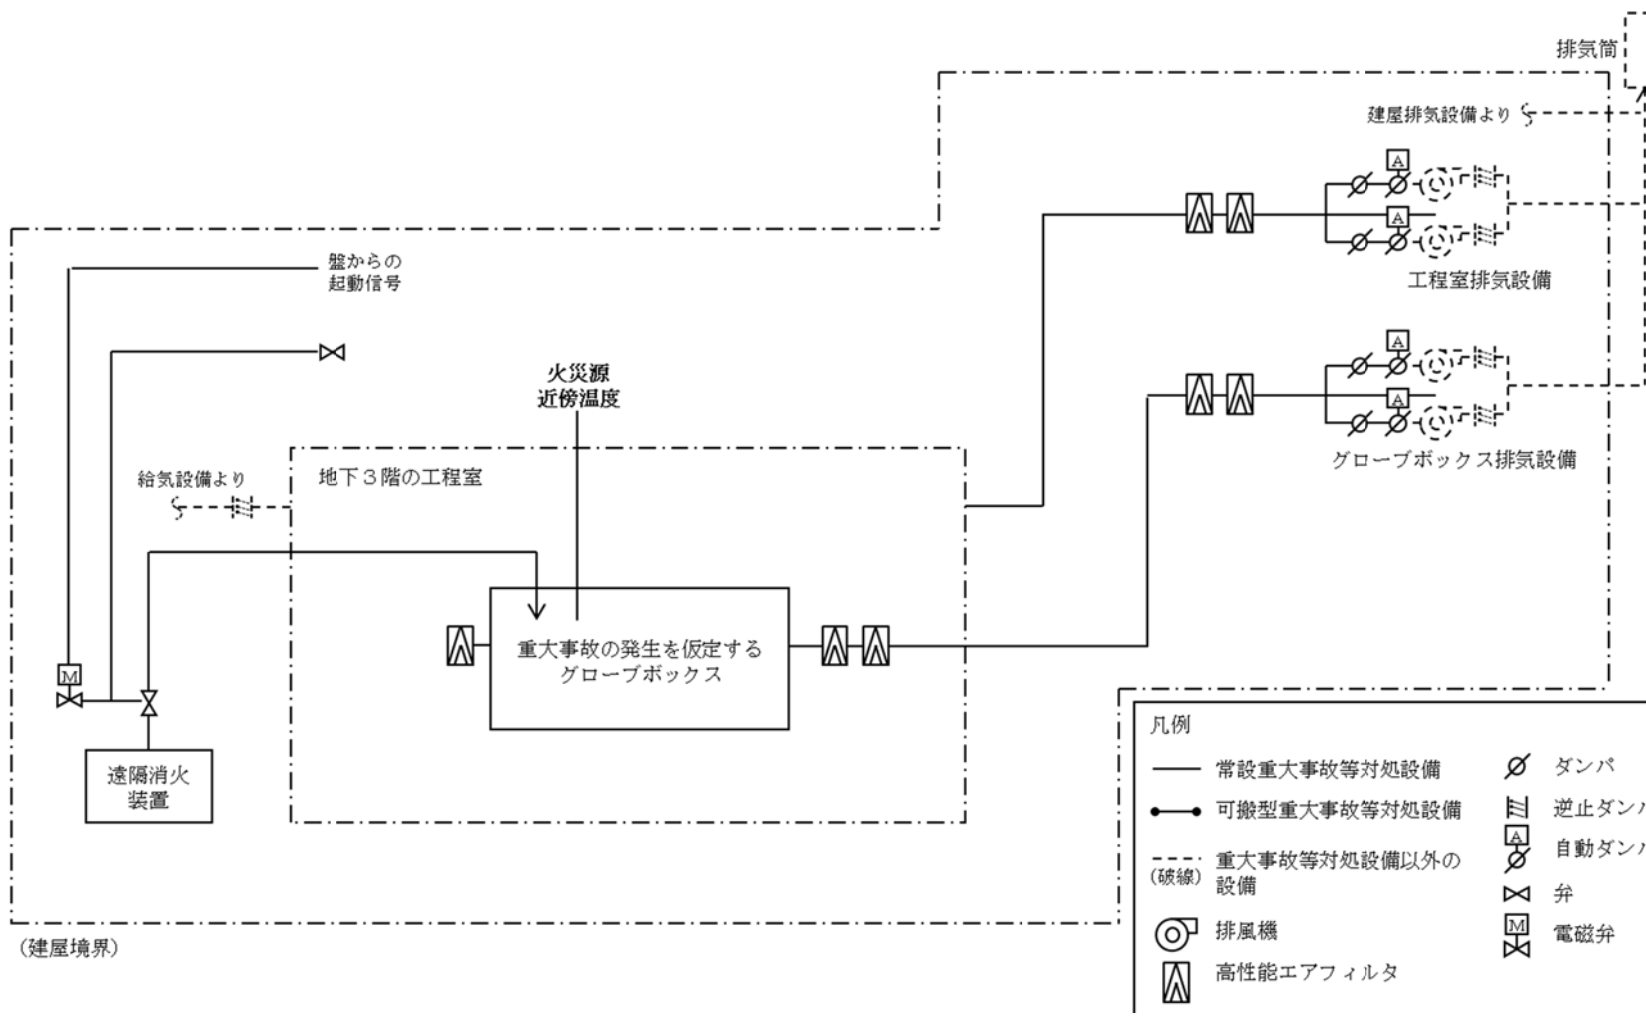 排気筒
建屋排気設備より
A
A
工程室排気設備
盤からの
起動信号
A
A
グローブボックス排気設備
火災源
近傍温度
給気設備より
地下3階の工程室
重大事故の発生を仮定する
グローブボックス
M
遠隔消火
装置
(建屋境界)
凡例
常設重大事故等対処設備
可搬型重大事故等対処設備
重大事故等対処設備以外の
(破線)
設備
排風機
高性能エアフィルタ
ダンパ
逆止ダンパ
A
自動ダンパ
弁
M
電磁弁